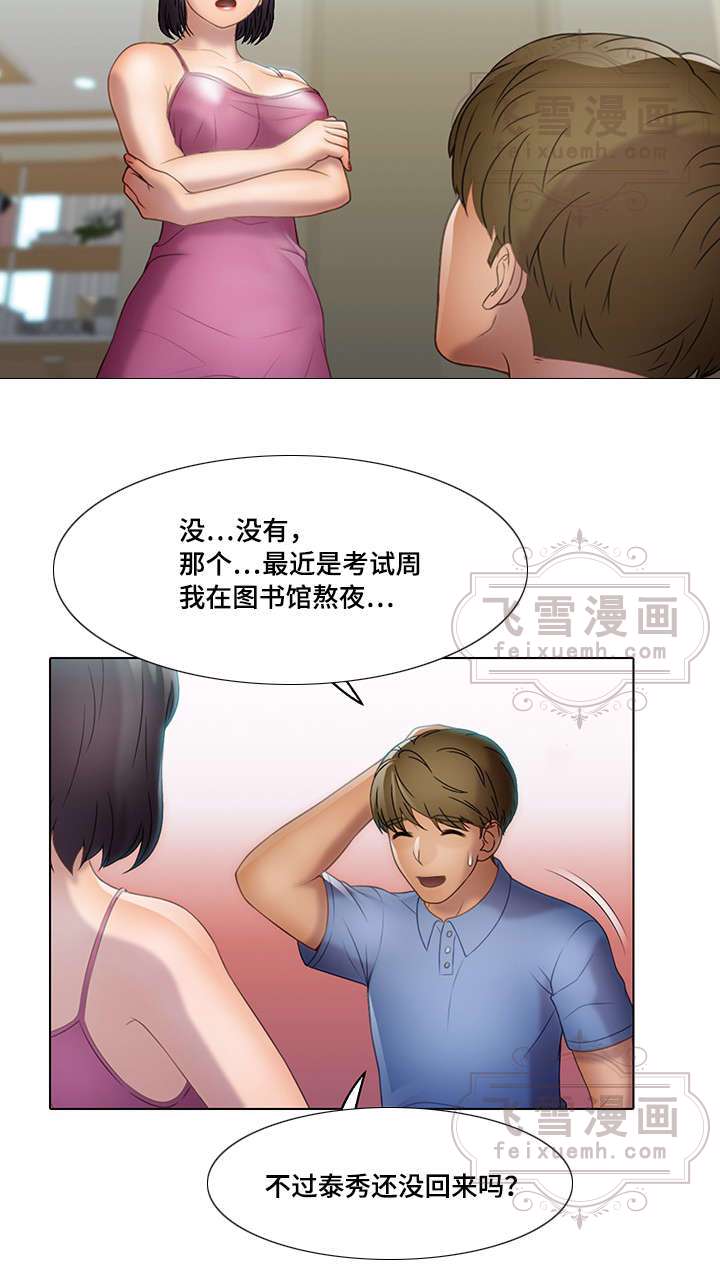 飞雪漫画
feixuemh.com
没...没有，
那个...最近是考试周
我在图书馆熬夜...
飞雪漫画
feixuemh.com
飞雪漫画
feixuemh.com
不过泰秀还没回来吗？